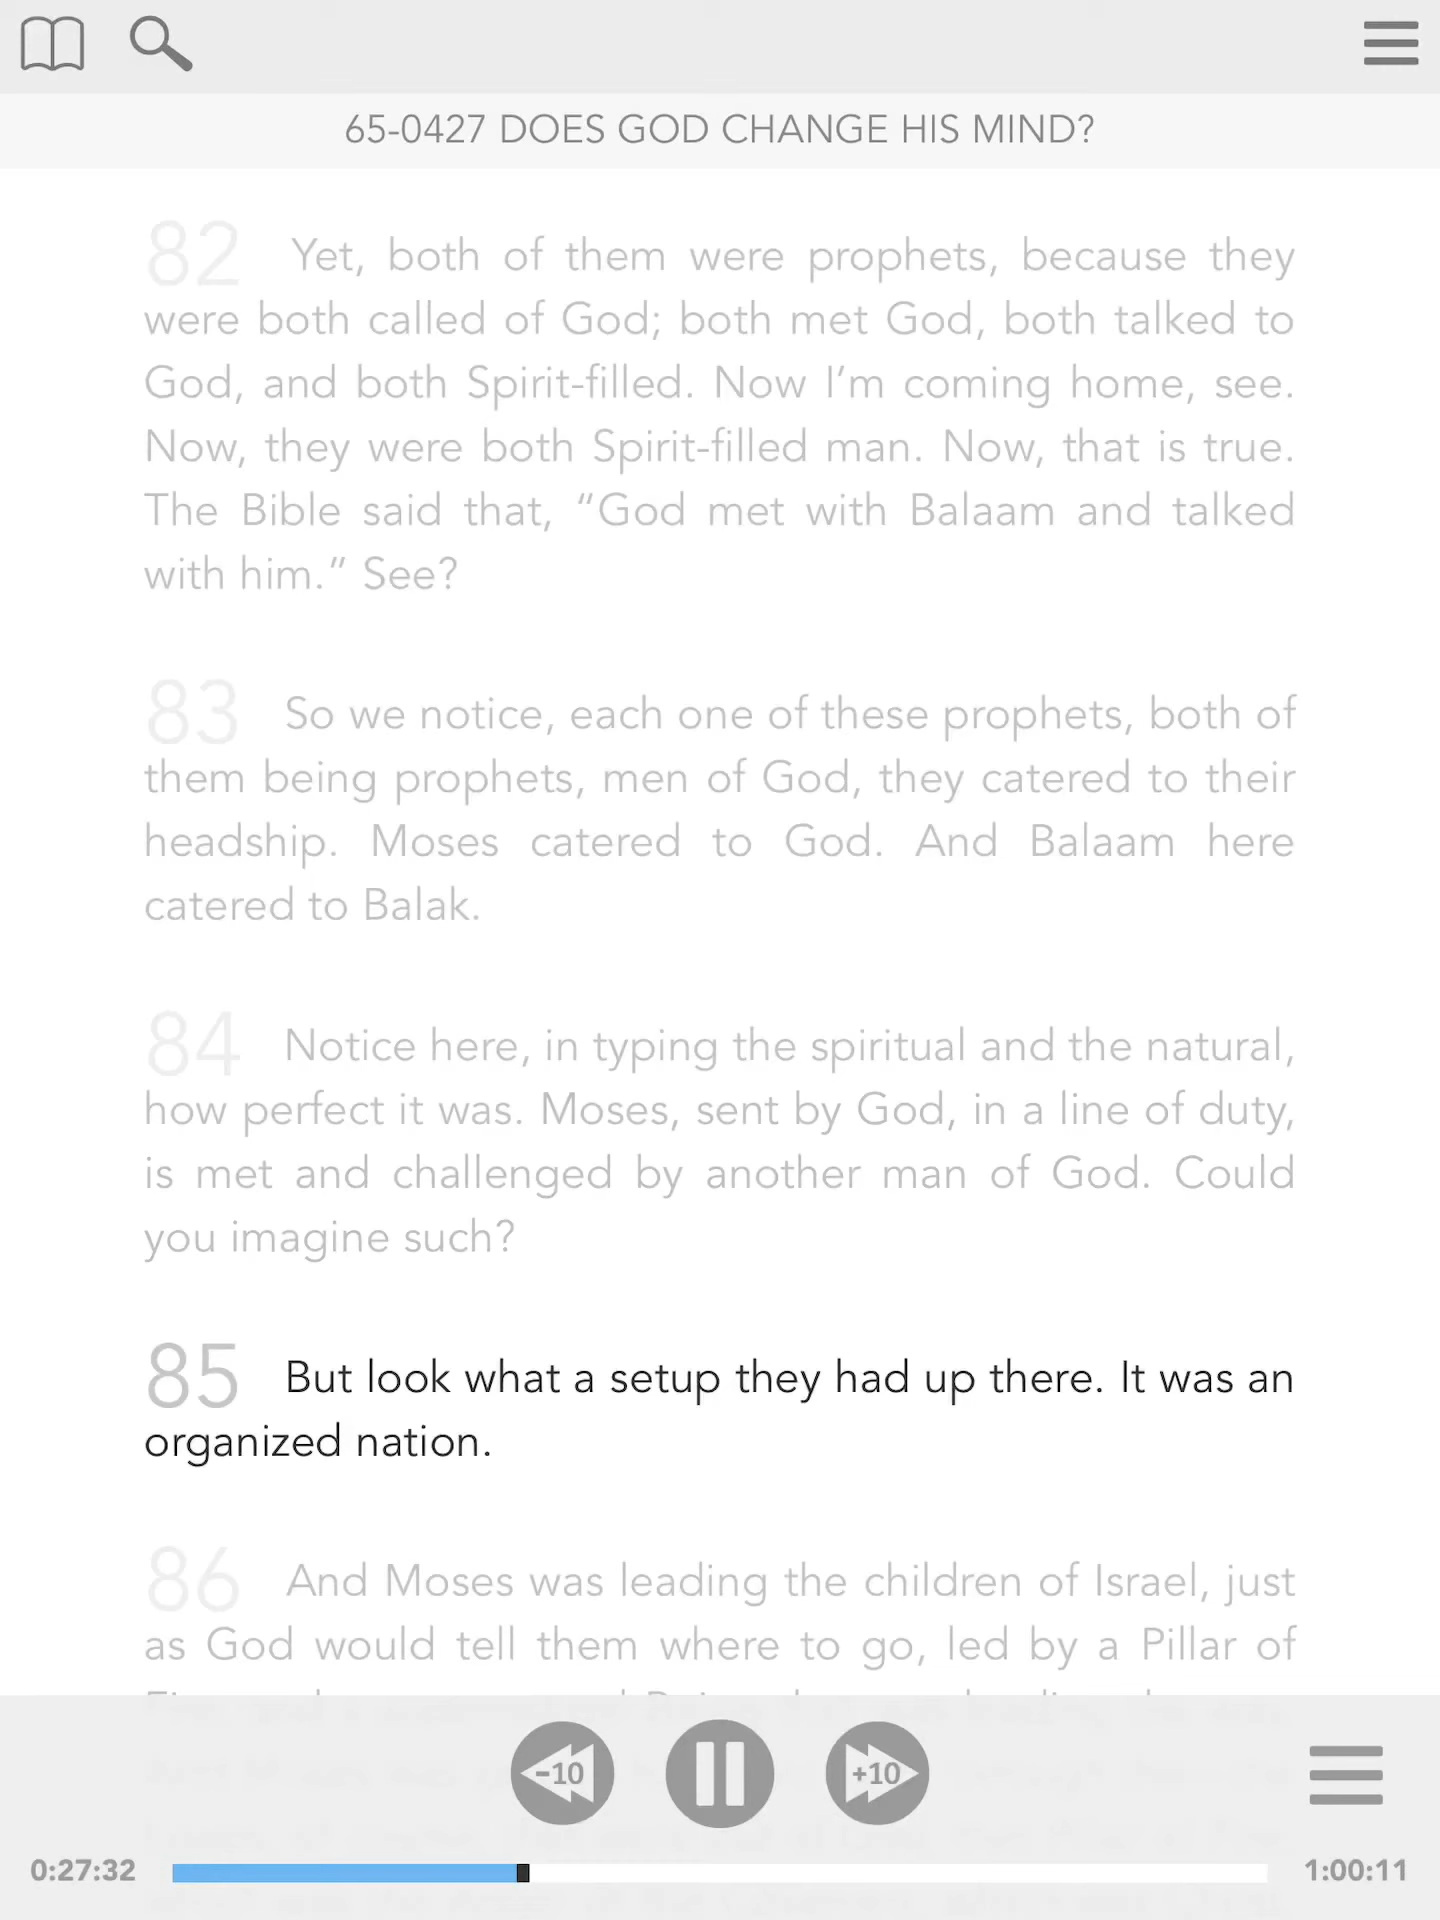 65-0427 DOES GOD CHANGE HIS MIND?
82 Yet, both of them were prophets, because they
were both called of God; both met God, both talked to
God, and both Spirit-filled. Now I’m coming home, see.
Now, they were both Spirit-filled man. Now, that is true.
The Bible said that, “God met with Balaam and talked
with him.” See?
83 So we notice, each one of these prophets, both of
them being prophets, men of God, they catered to their
headship. Moses catered to God. And Balaam here
catered to Balak.
84 Notice here, in typing the spiritual and the natural,
how perfect it was. Moses, sent by God, in a line of duty,
is met and challenged by another man of God. Could
you imagine such?
85 But look what a setup they had up there. It was an
organized nation.
86 And Moses was leading the children of Israel, just
as God would tell them where to go, led by a Pillar of
-10 +10
0:27:32 1:00:11